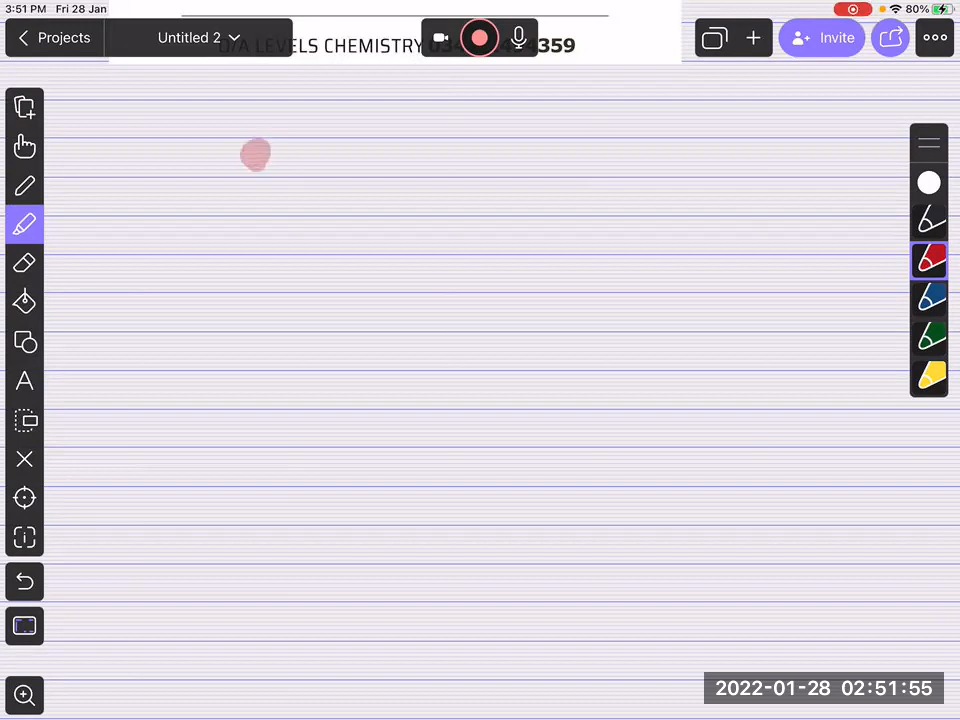 3:51 PM Fri 28 Jan
80%
Projects
Untitled 2
LEVELS CHEMISTRY
359
Invite
A
2022-01-28 02:51:55